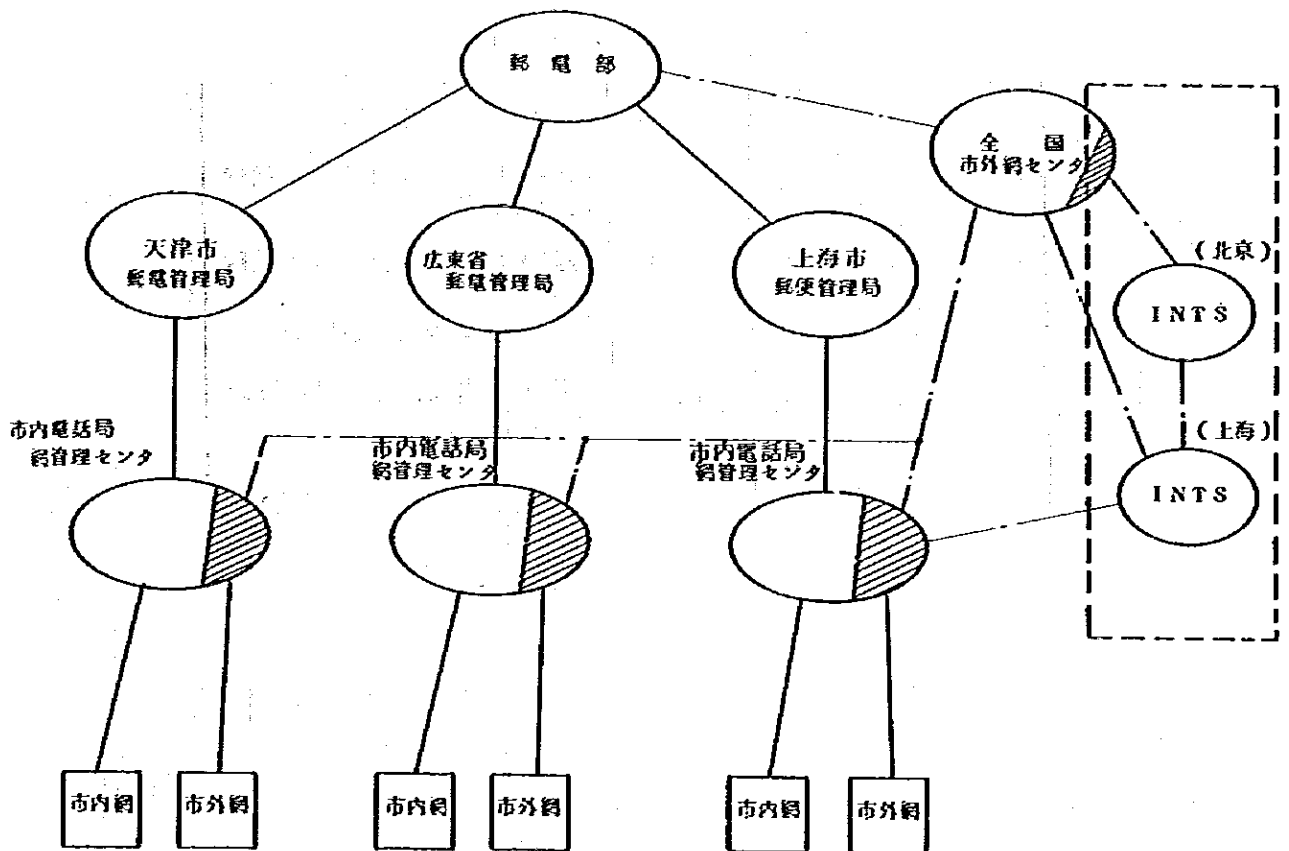 郵電部
全国
市外網センタ
天津市
郵電管理局
広東省
郵電管理局
上海市
郵便管理局
(北京)
INTS
市内電話局
網管理センタ
市内電話局
網管理センタ
市内電話局
網管理センタ
(上海)
INTS
市内網
市外網
市内網
市外網
市内網
市外網